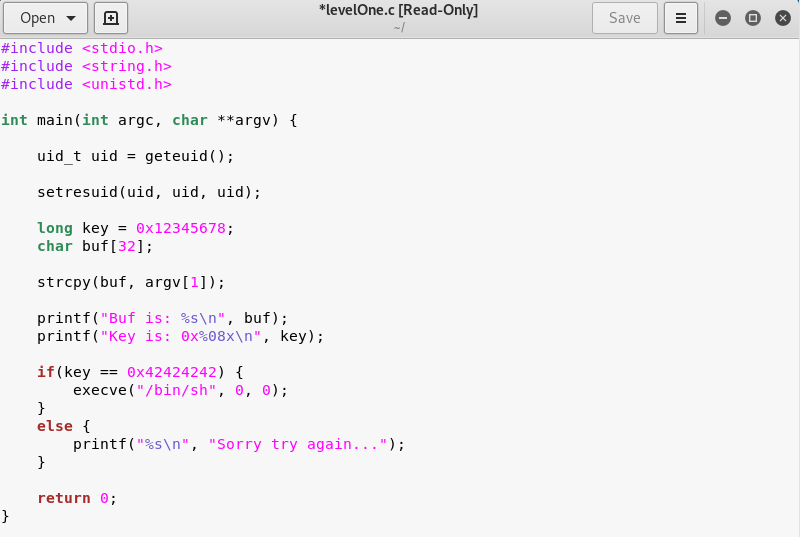 Open
*levelOne.c [Read-Only]
~/
Save
#include <stdio.h>
#include <string.h>
#include <unistd.h>
int main(int argc, char **argv) {
uid_t uid = geteuid();
setresuid(uid, uid, uid);
long key = 0x12345678;
char buf[32];
strcpy(buf, argv[1]);
printf("Buf is: %s\n", buf);
printf("Key is: 0x%08x\n", key);
if(key == 0x42424242) {
execve("/bin/sh", 0, 0);
}
else {
printf("%s\n", "Sorry try again...");
}
return 0;
}